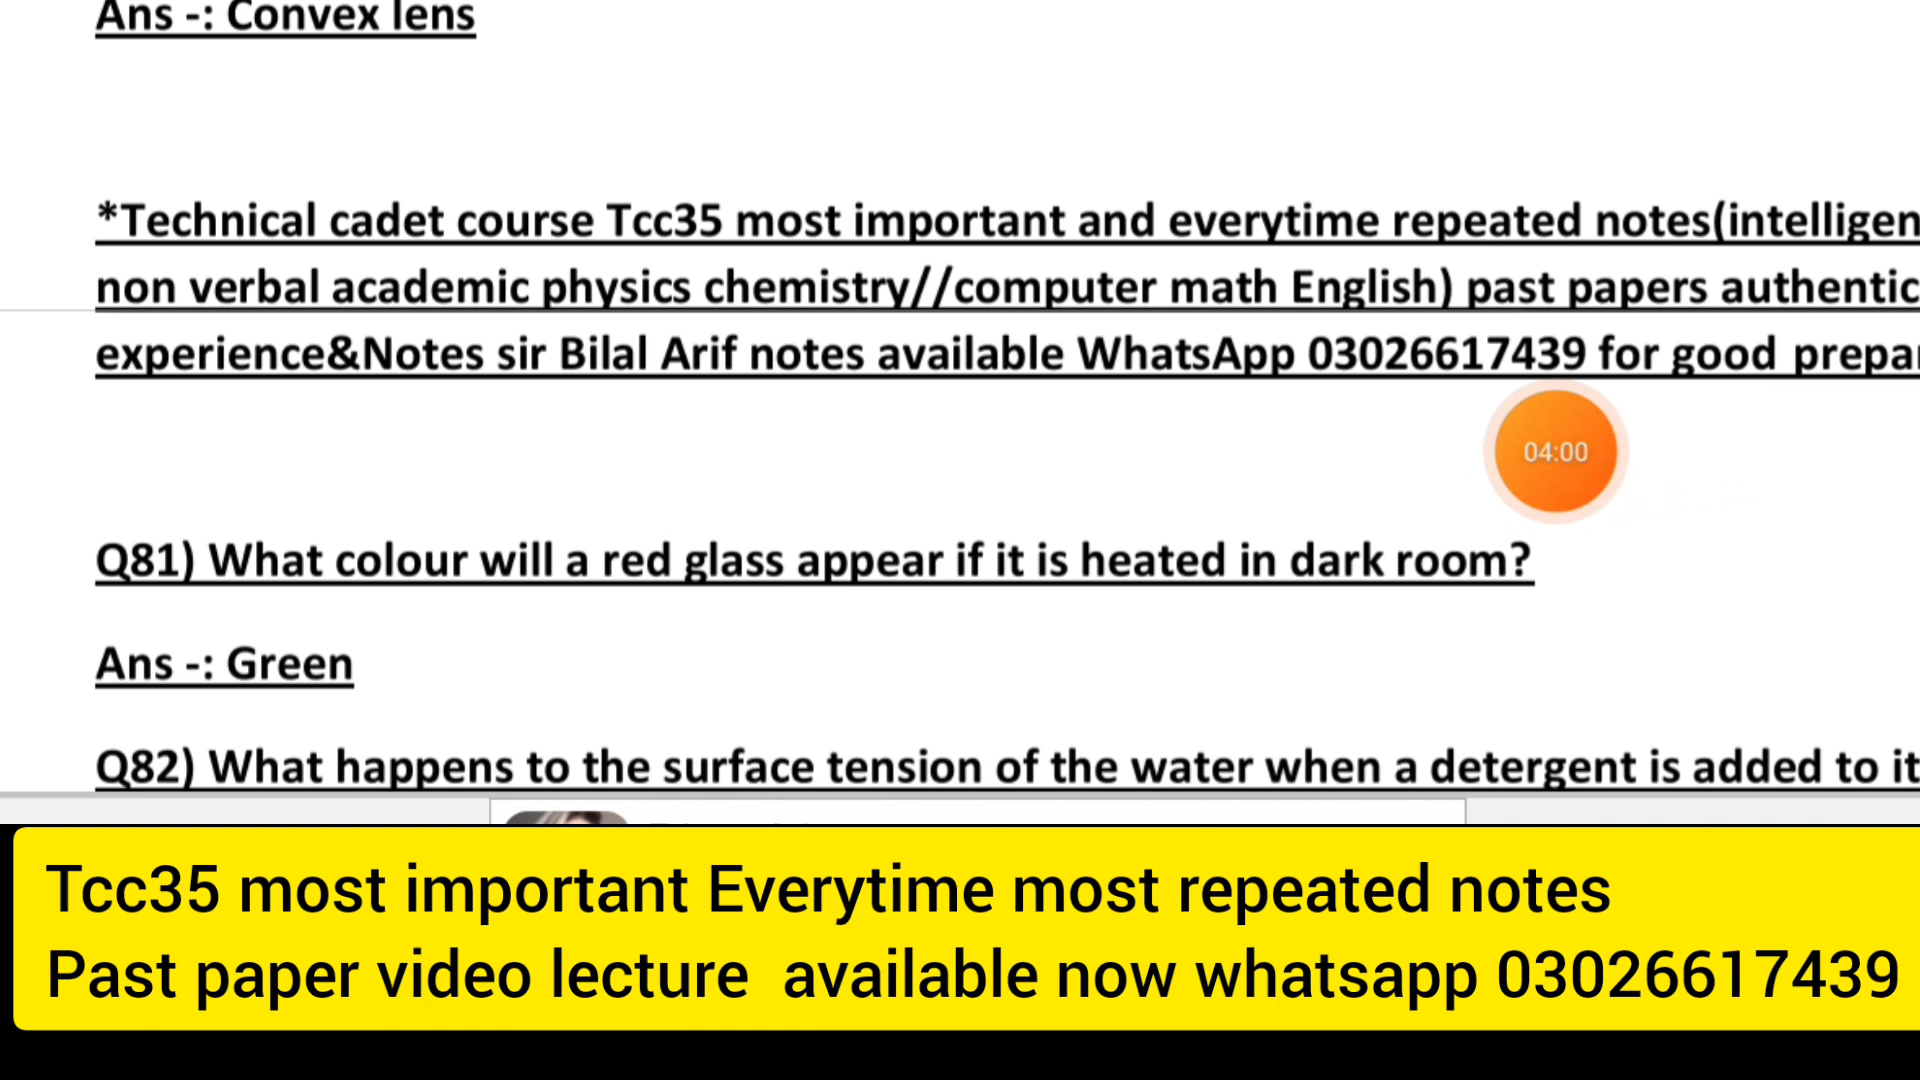 Ans -: Convex lens
*Technical cadet course Tcc35 most important and everytime repeated notes(intelligen
non verbal academic physics chemistry//computer math English) past papers authentic
experience&Notes sir Bilal Arif notes available WhatsApp 03026617439 for good prepar
04:00
Q81) What colour will a red glass appear if it is heated in dark room?
Ans -: Green
Q82) What happens to the surface tension of the water when a detergent is added to it
Tcc35 most important Everytime most repeated notes
Past paper video lecture available now whatsapp 03026617439